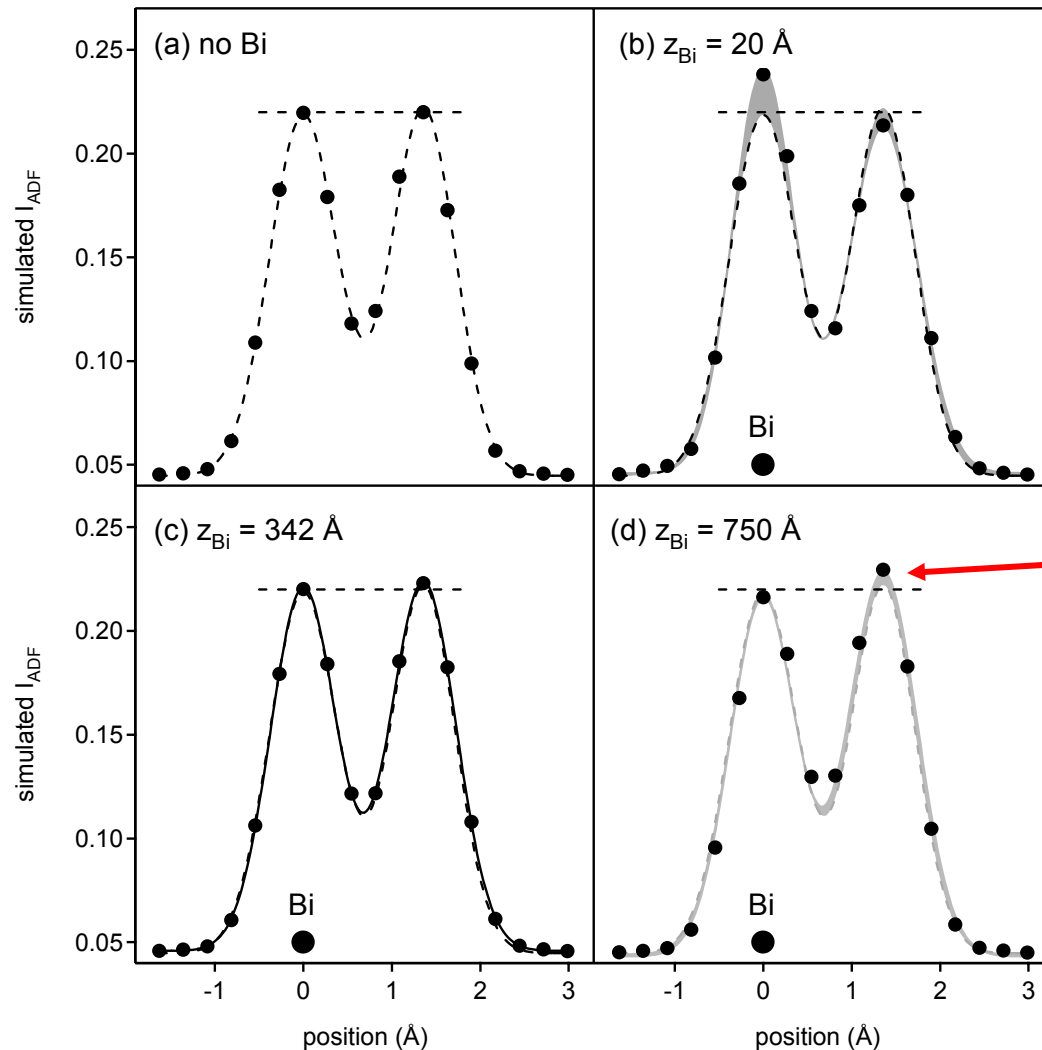 (a) no Bi
(b) z_Bi = 20 Å
0.25
0.20
0.15
0.10
0.05
simulated I_ADF
Bi
(c) z_Bi = 342 Å
(d) z_Bi = 750 Å
0.25
0.20
0.15
0.10
0.05
simulated I_ADF
Bi
Bi
-1 0 1 2 3
-1 0 1 2 3
position (Å)
position (Å)